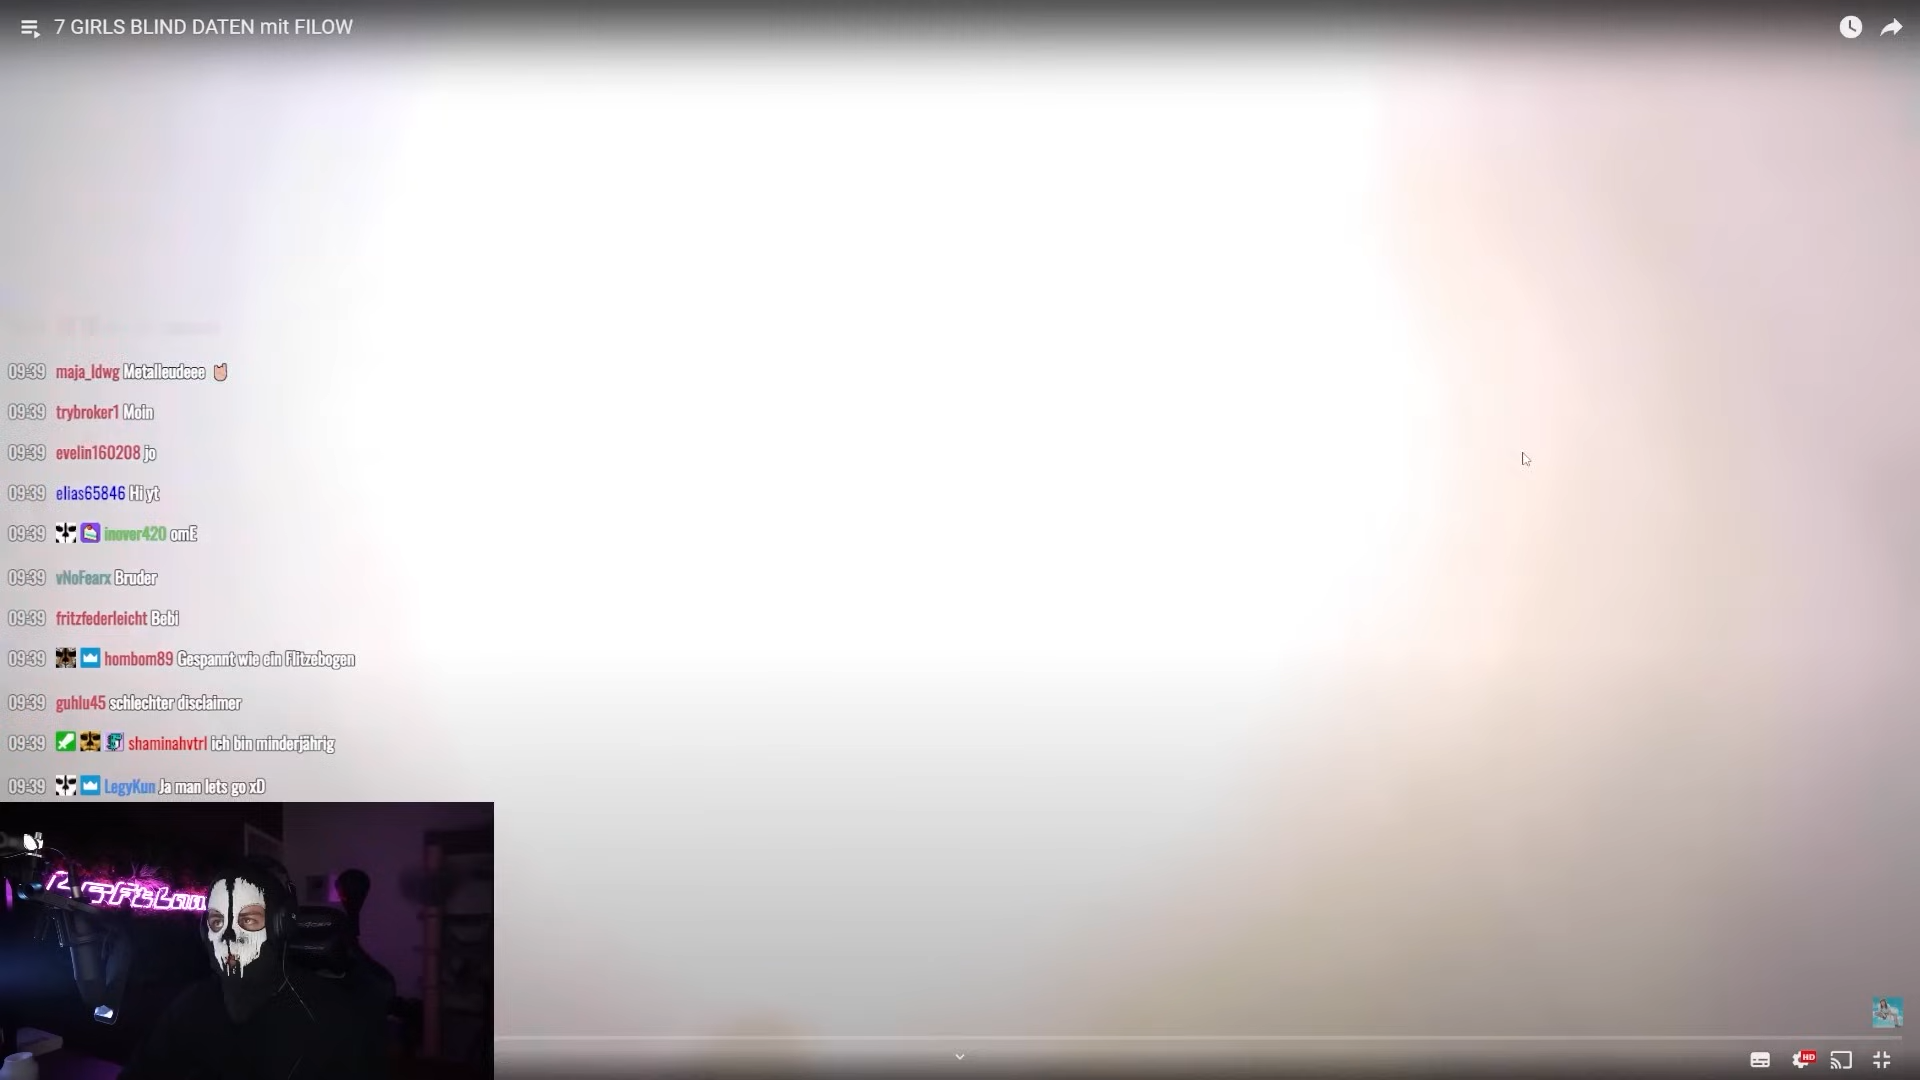 7 GIRLS BLIND DATEN mit FILOW
09:39 maja_ldwg Metalleudeee
09:39 trybroker1 Moin
09:39 evelin160208 jo
09:39 elias65846 Hi yt
09:39 inover420 omE
09:39 vNoFearx Bruder
09:39 fritzfederleicht Bebi
09:39 hombom89 Gespannt wie ein Flitzebogen
09:39 guhlu45 schlechter disclaimer
09:39 shaminahvtrl ich bin minderjährig
09:39 LegyKun Ja man lets go xD
HD